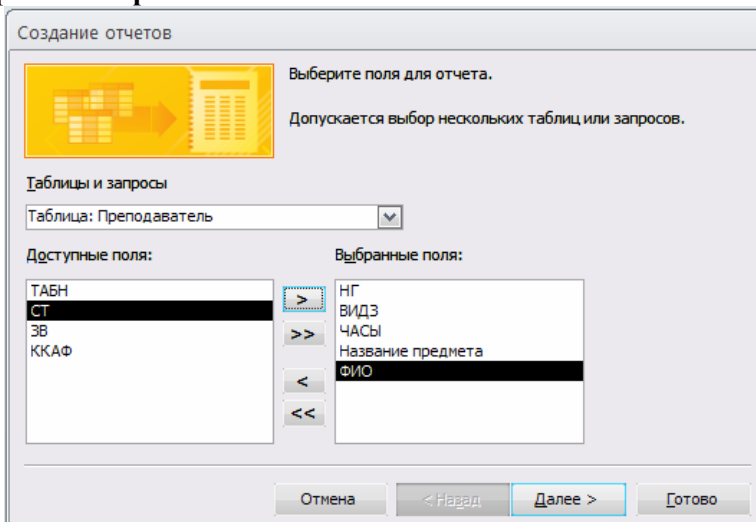 Создание отчетов
Выберите поля для отчета.
Допускается выбор нескольких таблиц или запросов.
Таблицы и запросы
Таблица: Преподаватель
Доступные поля:
Выбранные поля:
ТАБН
СТ
ЗВ
ККАФ
>
>>
<
<<
НГ
ВИДЗ
ЧАСЫ
Название предмета
ФИО
Отмена
< Назад
Далее >
Готово